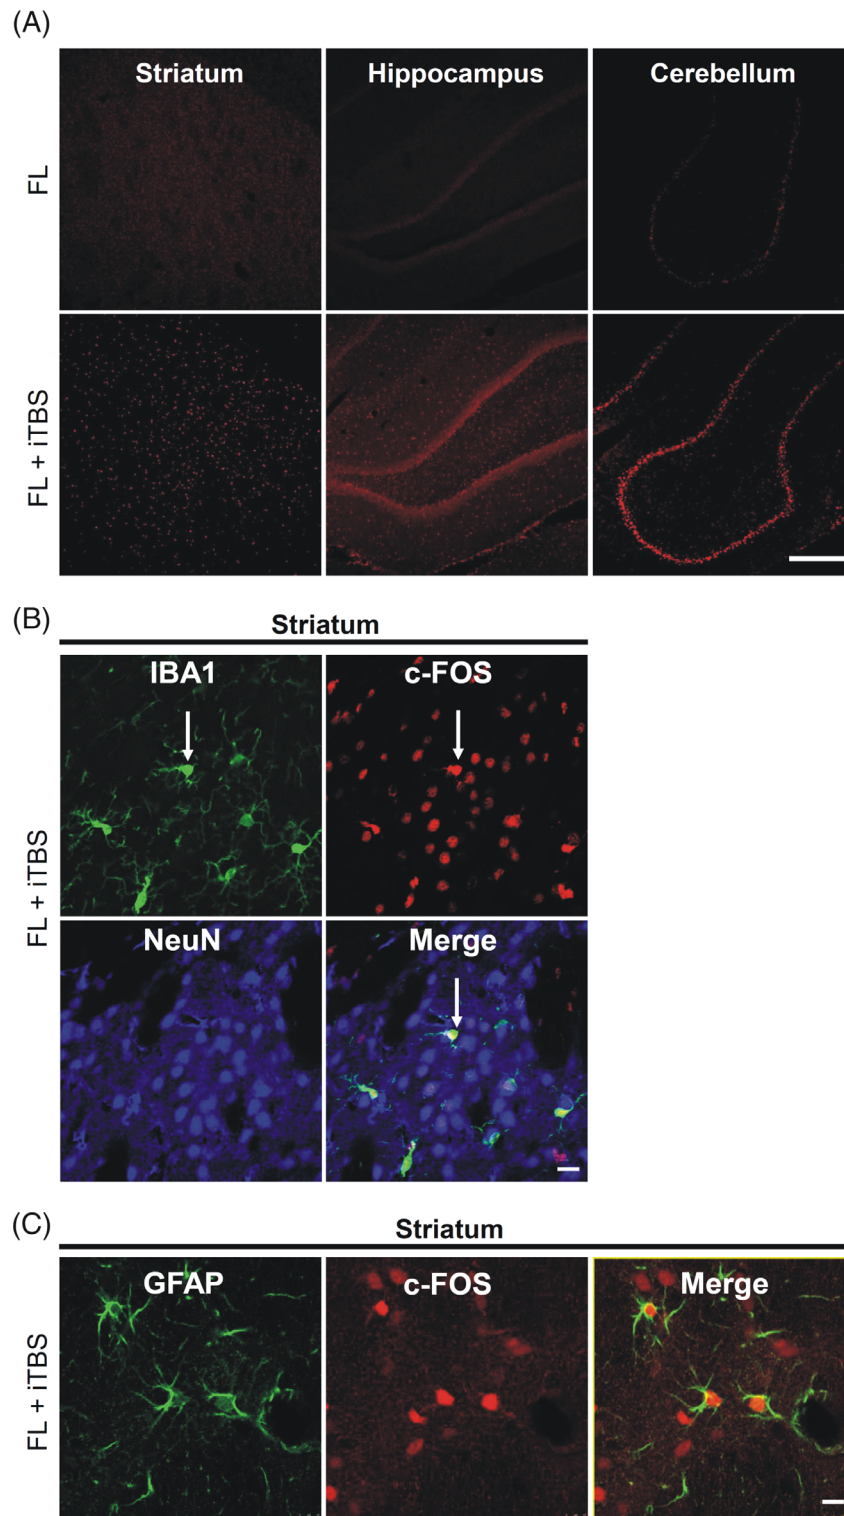 (A)
Striatum Hippocampus Cerebellum
FL
FL + iTBS
(B)
Striatum
IBA1 c-FOS
FL + iTBS
NeuN Merge
(C)
Striatum
GFAP c-FOS Merge
FL + iTBS